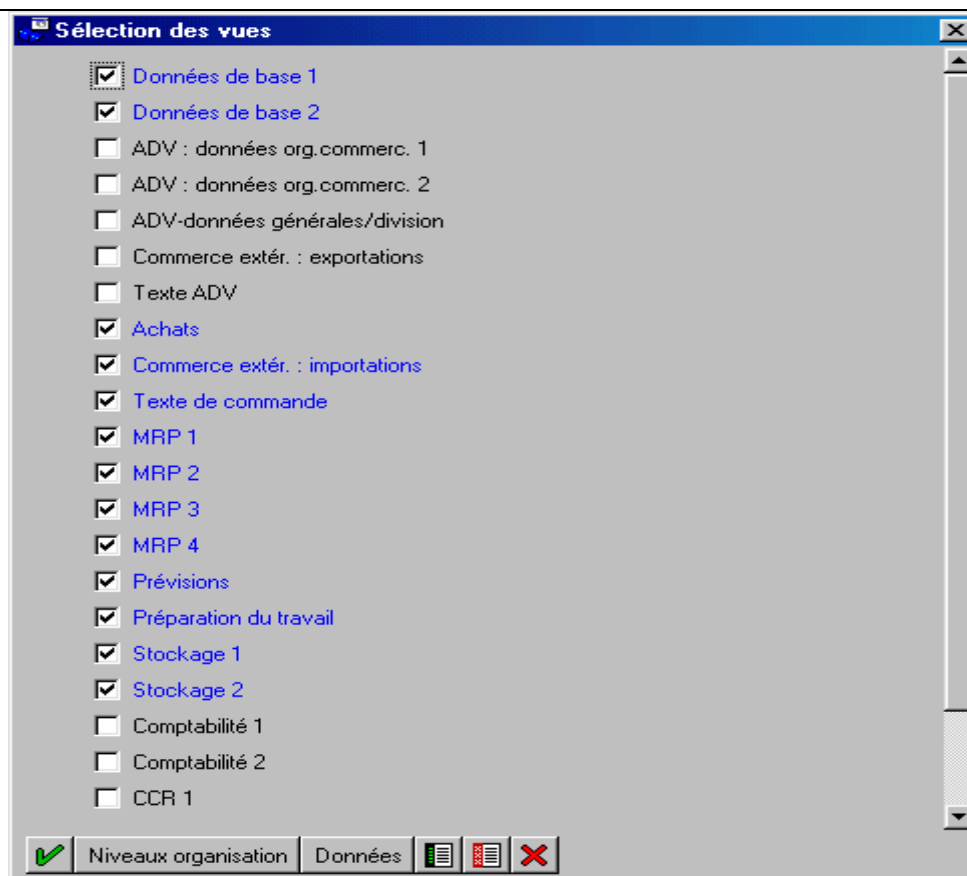 Sélection des vues
Données de base 1
Données de base 2
ADV : données org.commerc. 1
ADV : données org.commerc. 2
ADV-données générales/division
Commerce extér. : exportations
Texte ADV
Achats
Commerce extér. : importations
Texte de commande
MRP 1
MRP 2
MRP 3
MRP 4
Prévisions
Préparation du travail
Stockage 1
Stockage 2
Comptabilité 1
Comptabilité 2
CCR 1
Niveaux organisation Données